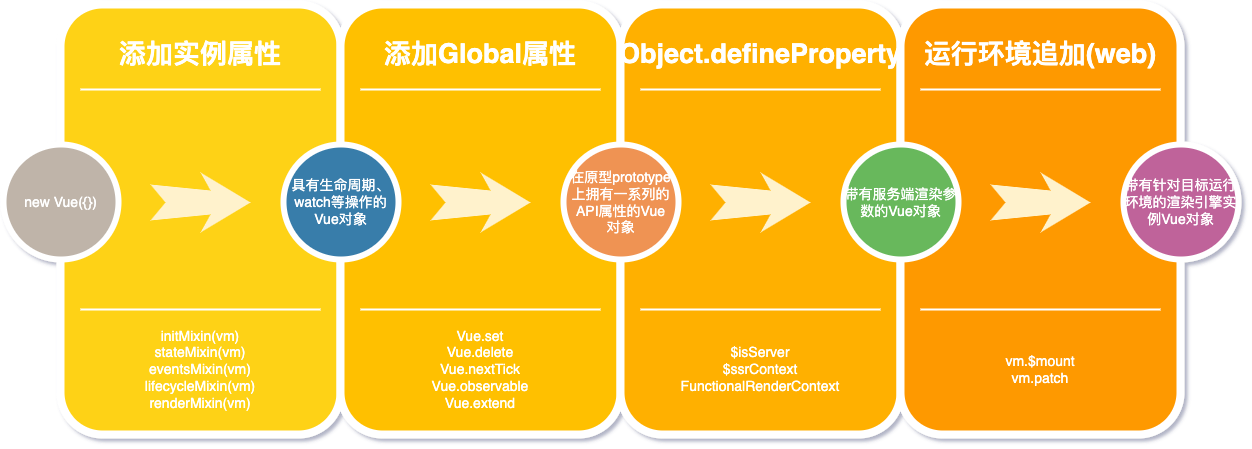 添加实例属性
添加Global属性
Object.defineProperty
运行环境追加(web)
new Vue({})
具有生命周期、
watch等操作的
Vue对象
在原型prototype
上拥有一系列的
API属性的Vue
对象
带有服务端渲染参
数的Vue对象
带有针对目标运行
环境的渲染引擎实
例Vue对象
initMixin(vm)
stateMixin(vm)
eventsMixin(vm)
lifecycleMixin(vm)
renderMixin(vm)
Vue.set
Vue.delete
Vue.nextTick
Vue.observable
Vue.extend
$isServer
$ssrContext
FunctionalRenderContext
vm.$mount
vm.patch